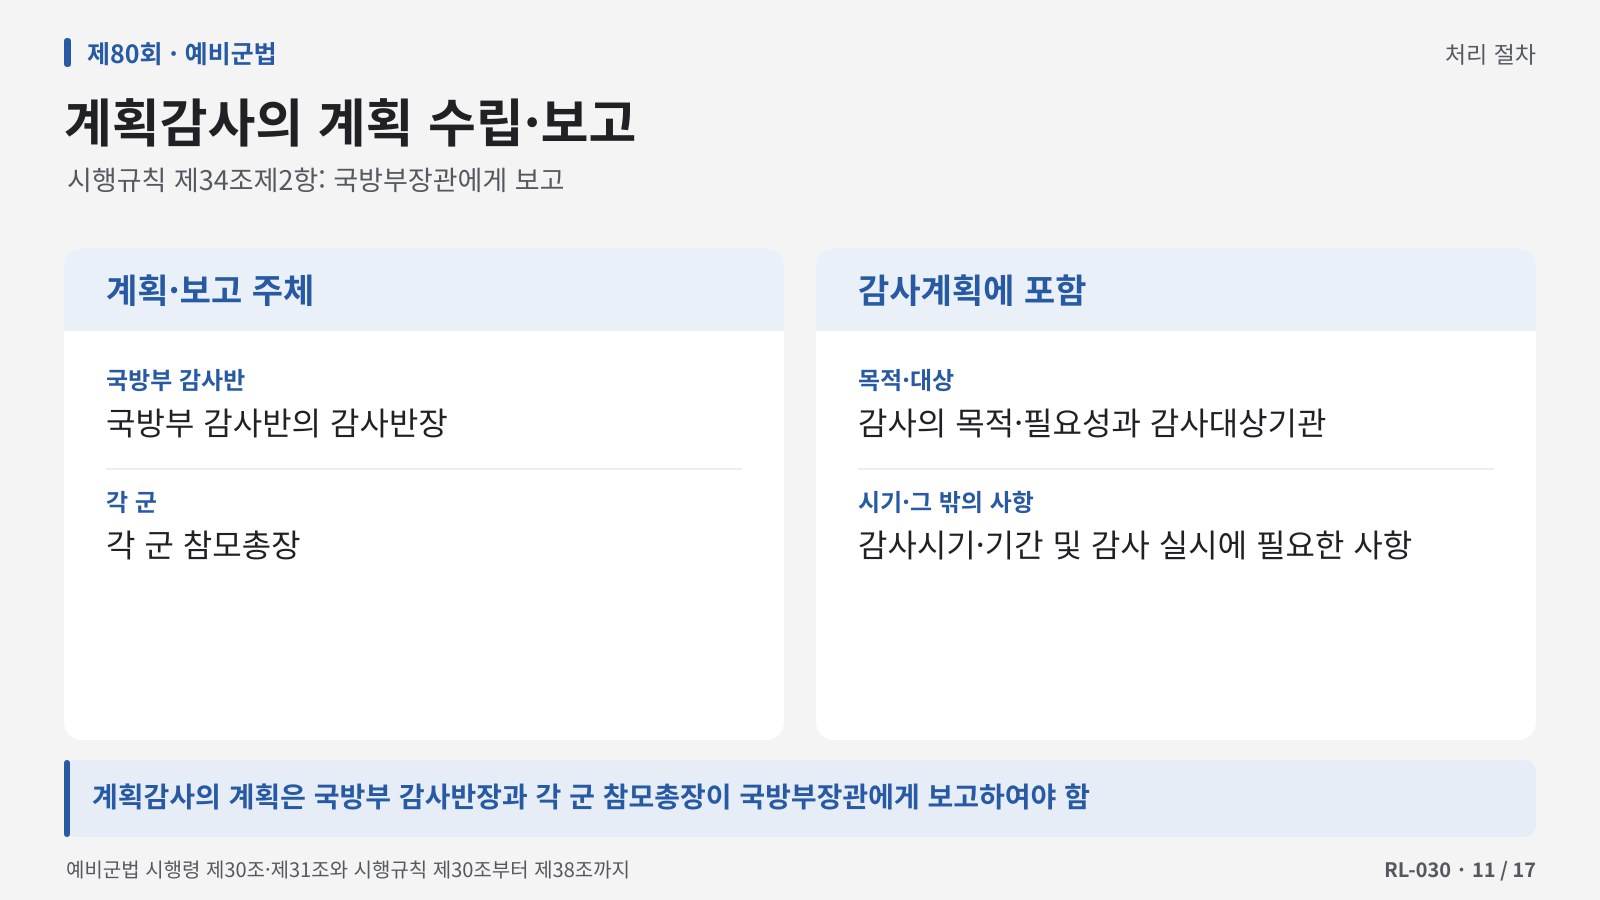 제80회 · 예비군법
처리 절차
계획감사의 계획 수립·보고
시행규칙 제34조제2항: 국방부장관에게 보고
계획·보고 주체
국방부 감사반
국방부 감사반의 감사반장
각 군
각 군 참모총장
감사계획에 포함
목적·대상
감사의 목적·필요성과 감사대상기관
시기·그 밖의 사항
감사시기·기간 및 감사 실시에 필요한 사항
계획감사의 계획은 국방부 감사반장과 각 군 참모총장이 국방부장관에게 보고하여야 함
예비군법 시행령 제30조·제31조와 시행규칙 제30조부터 제38조까지
RL-030 · 11 / 17